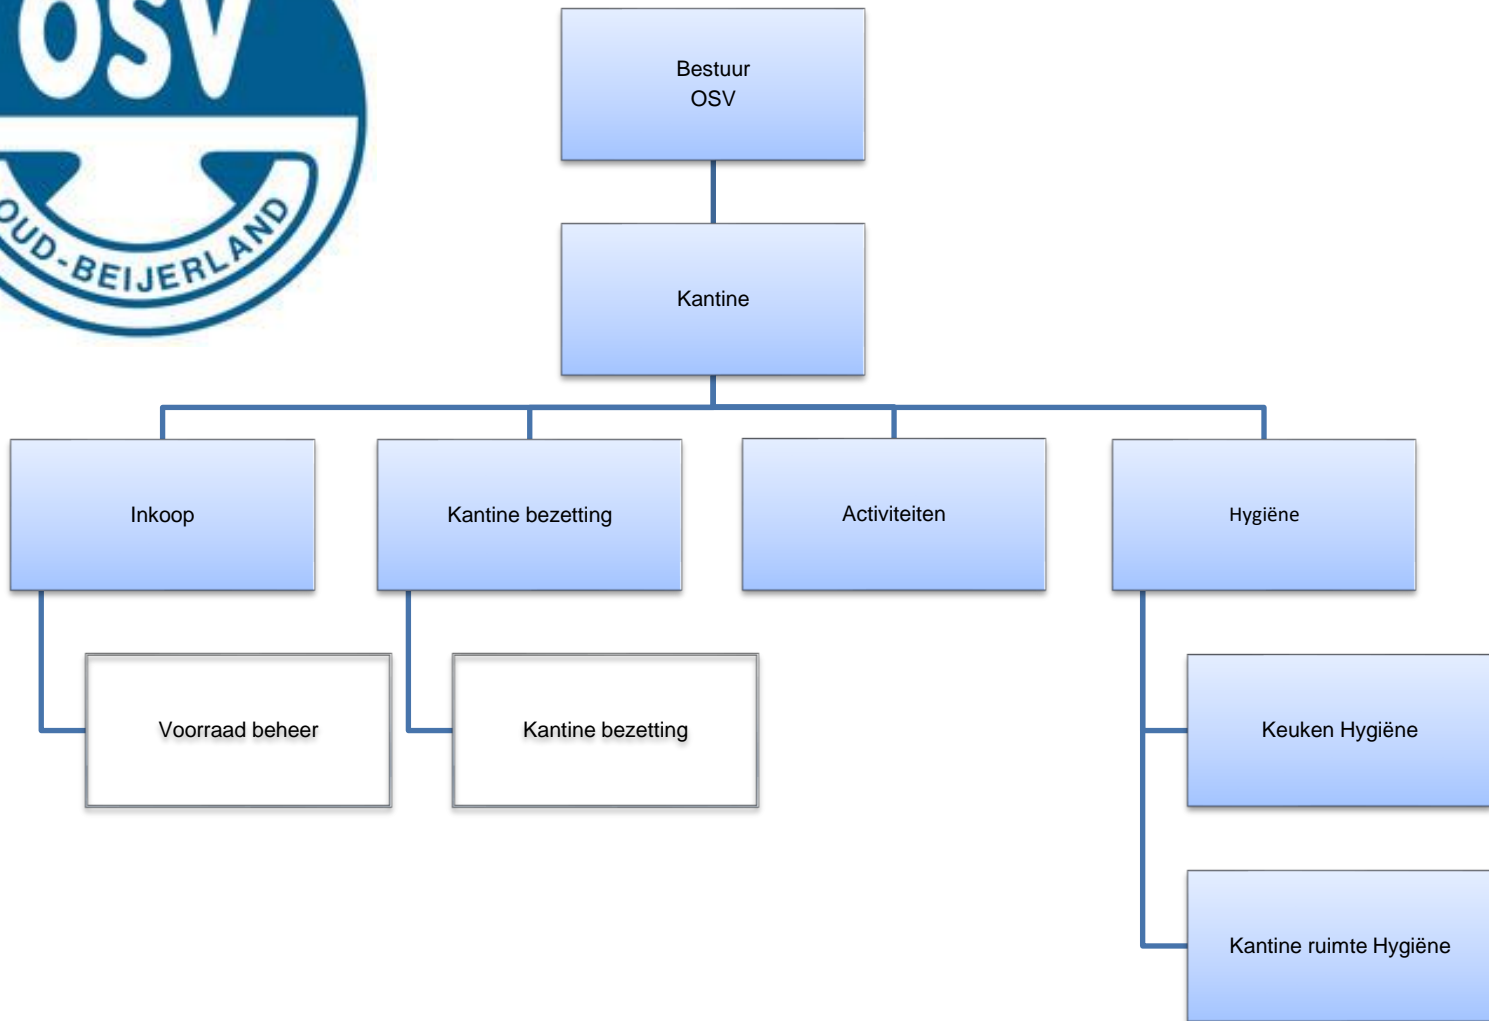 OSV
OUD-BEIJERLAND
Bestuur
OSV
Kantine
Inkoop
Kantine bezetting
Activiteiten
Hygiëne
Voorraad beheer
Kantine bezetting
Keuken Hygiëne
Kantine ruimte Hygiëne